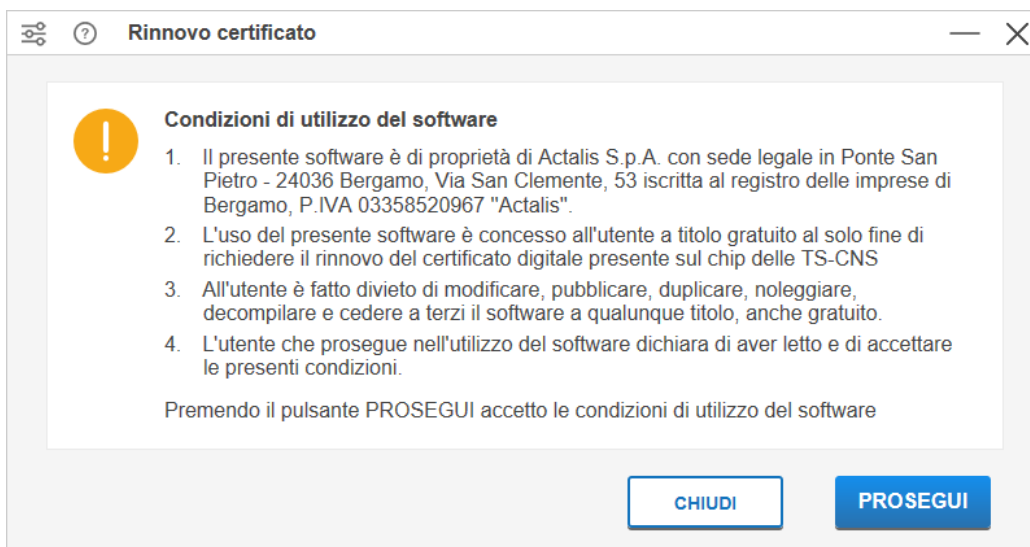 Rinnovo certificato
Condizioni di utilizzo del software
1. Il presente software è di proprietà di Actalis S.p.A. con sede legale in Ponte San
Pietro - 24036 Bergamo, Via San Clemente, 53 iscritta al registro delle imprese di
Bergamo, P.IVA 03358520967 "Actalis".
2. L'uso del presente software è concesso all'utente a titolo gratuito al solo fine di
richiedere il rinnovo del certificato digitale presente sul chip delle TS-CNS
3. All'utente è fatto divieto di modificare, pubblicare, duplicare, noleggiare,
decompilare e cedere a terzi il software a qualunque titolo, anche gratuito.
4. L'utente che prosegue nell'utilizzo del software dichiara di aver letto e di accettare
le presenti condizioni.
Premendo il pulsante PROSEGUI accetto le condizioni di utilizzo del software
CHIUDI
PROSEGUI